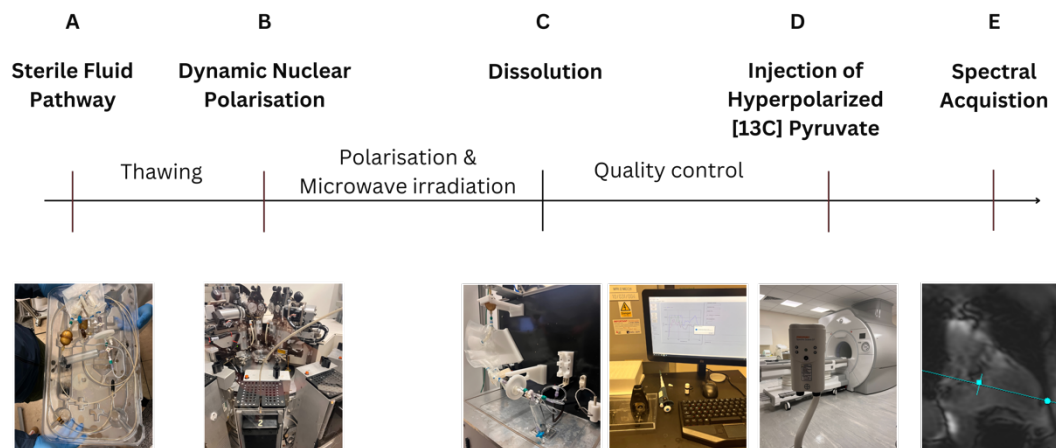 A
B
C
D
E
Sterile Fluid
Pathway
Dynamic Nuclear
Polarisation
Dissolution
Injection of
Hyperpolarized
[13C] Pyruvate
Spectral
Acquistion
Thawing
Polarisation &
Microwave irradiation
Quality control